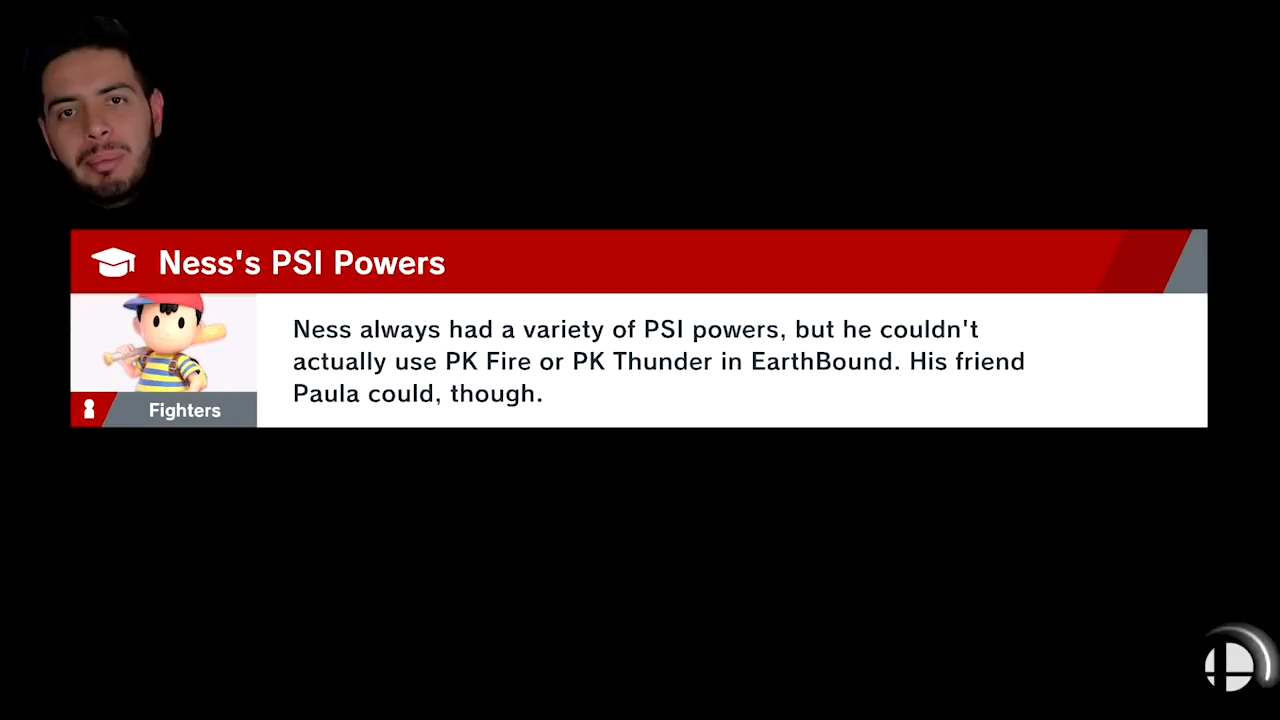 Ness's PSI Powers
Ness always had a variety of PSI powers, but he couldn't
actually use PK Fire or PK Thunder in EarthBound. His friend
Paula could, though.
Fighters